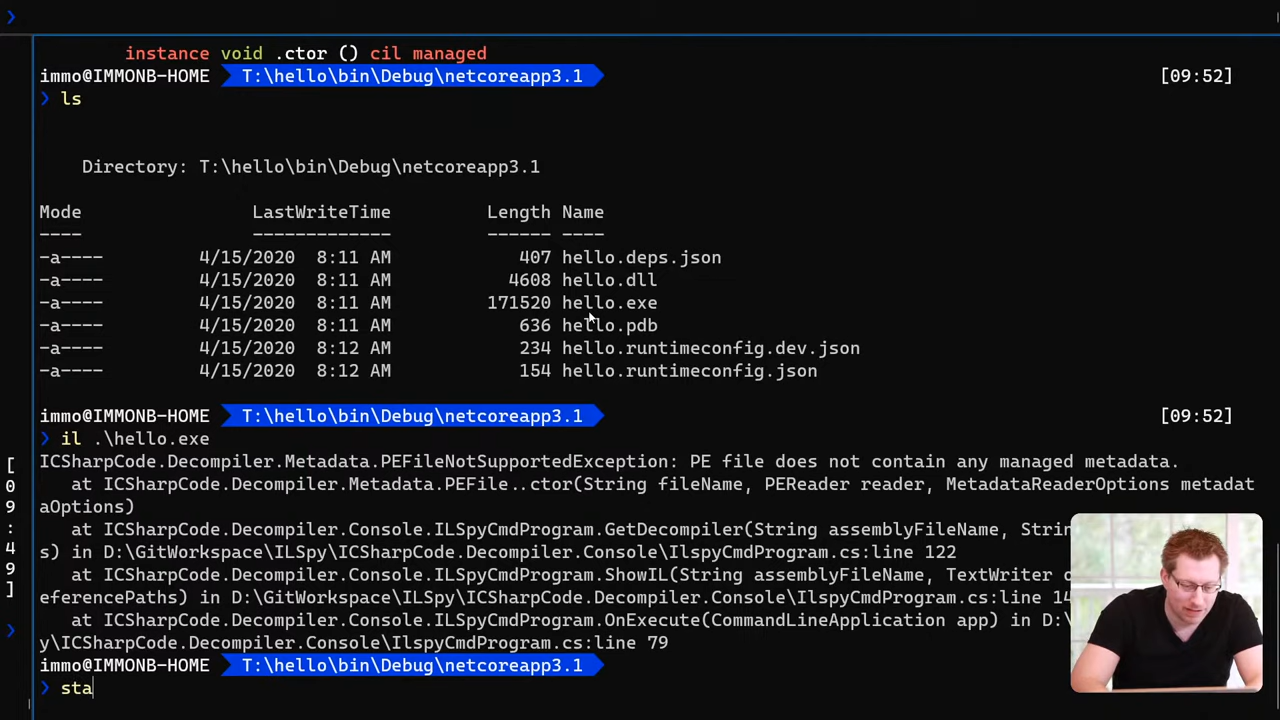 ❯
instance void .ctor () cil managed
immo@IMMONB-HOME T:\hello\bin\Debug\netcoreapp3.1 [09:52]
❯ ls
Directory: T:\hello\bin\Debug\netcoreapp3.1
Mode LastWriteTime Length Name
---- ------------- ------ ----
-a---- 4/15/2020 8:11 AM 407 hello.deps.json
-a---- 4/15/2020 8:11 AM 4608 hello.dll
-a---- 4/15/2020 8:11 AM 171520 hello.exe
-a---- 4/15/2020 8:11 AM 636 hello.pdb
-a---- 4/15/2020 8:12 AM 234 hello.runtimeconfig.dev.json
-a---- 4/15/2020 8:12 AM 154 hello.runtimeconfig.json
immo@IMMONB-HOME T:\hello\bin\Debug\netcoreapp3.1 [09:52]
❯ il .\hello.exe
ICSharpCode.Decompiler.Metadata.PEFileNotSupportedException: PE file does not contain any managed metadata.
at ICSharpCode.Decompiler.Metadata.PEFile..ctor(String fileName, PEReader reader, MetadataReaderOptions metadat
aOptions)
at ICSharpCode.Decompiler.Console.ILSpyCmdProgram.GetDecompiler(String assemblyFileName, Strin
s) in D:\GitWorkspace\ILSpy\ICSharpCode.Decompiler.Console\IlspyCmdProgram.cs:line 122
at ICSharpCode.Decompiler.Console.ILSpyCmdProgram.ShowIL(String assemblyFileName, TextWriter
eferencePaths) in D:\GitWorkspace\ILSpy\ICSharpCode.Decompiler.Console\IlspyCmdProgram.cs:line
at ICSharpCode.Decompiler.Console.ILSpyCmdProgram.OnExecute(CommandLineApplication app) in D:\
y\ICSharpCode.Decompiler.Console\IlspyCmdProgram.cs:line 79
immo@IMMONB-HOME T:\hello\bin\Debug\netcoreapp3.1
❯ sta
[
0
9
:
4
9
]
❯